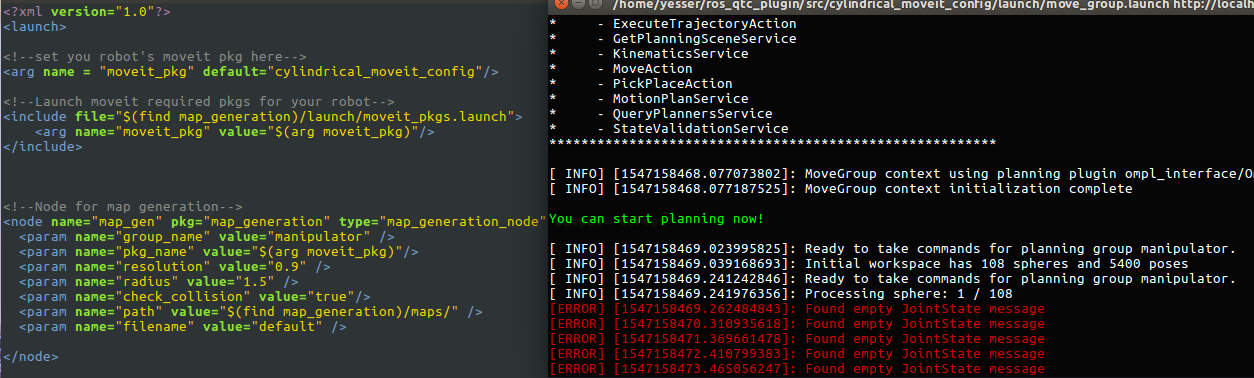 <?xml version="1.0"?>
<launch>
<!--set you robot's moveit pkg here-->
<arg name = "moveit_pkg" default="cylindrical_moveit_config"/>
<!--Launch moveit required pkgs for your robot-->
<include file="$(find map_generation)/launch/moveit_pkgs.launch">
<arg name="moveit_pkg" value="$(arg moveit_pkg)"/>
</include>
<!--Node for map generation-->
<node name="map_gen" pkg="map_generation" type="map_generation_node"
<param name="group_name" value="manipulator" />
<param name="pkg_name" value="$(arg moveit_pkg)"/>
<param name="resolution" value="0.9" />
<param name="radius" value="1.5" />
<param name="check_collision" value="true"/>
<param name="path" value="$(find map_generation)/maps/" />
<param name="filename" value="default" />
</node>
/home/yesser/ros_qtc_plugin/src/cylindrical_moveit_config/launch/move_group.launch http://localh
* - ExecuteTrajectoryAction
* - GetPlanningSceneService
* - KinematicsService
* - MoveAction
* - PickPlaceAction
* - MotionPlanService
* - QueryPlannersService
* - StateValidationService
********************************************************
[ INFO] [1547158468.077073802]: MoveGroup context using planning plugin ompl_interface/O
[ INFO] [1547158468.077187525]: MoveGroup context initialization complete
You can start planning now!
[ INFO] [1547158469.023995825]: Ready to take commands for planning group manipulator.
[ INFO] [1547158469.039168693]: Initial workspace has 108 spheres and 5400 poses
[ INFO] [1547158469.241242846]: Ready to take commands for planning group manipulator.
[ INFO] [1547158469.241976356]: Processing sphere: 1 / 108
[ERROR] [1547158469.262484843]: Found empty JointState message
[ERROR] [1547158470.310935618]: Found empty JointState message
[ERROR] [1547158471.369661478]: Found empty JointState message
[ERROR] [1547158472.410799383]: Found empty JointState message
[ERROR] [1547158473.465056247]: Found empty JointState message